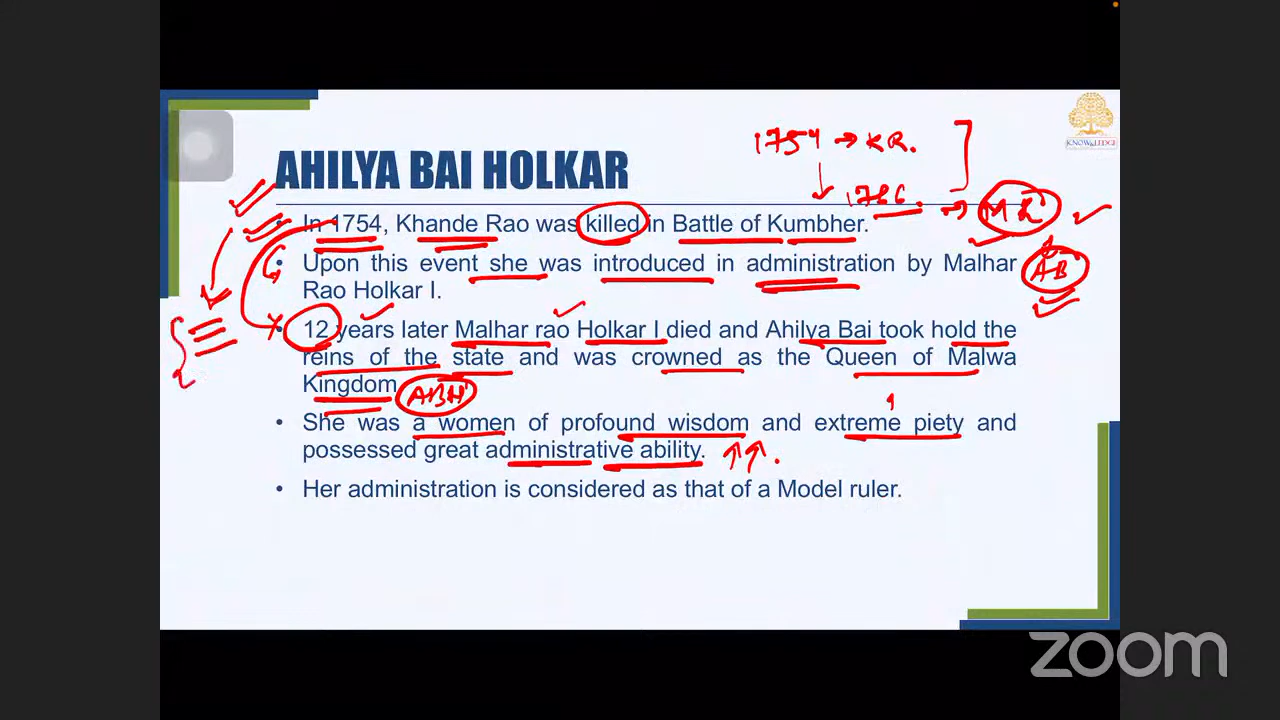 KNOWKLEDGE
1754 → KR.
AHILYA BAI HOLKAR
1766. → MR
• In 1754, Khande Rao was killed in Battle of Kumbher.
• Upon this event she was introduced in administration by Malhar
AB
Rao Holkar I.
• 12 years later Malhar rao Holkar I died and Ahilya Bai took hold the
reins of the state and was crowned as the Queen of Malwa
Kingdom
ABH
• She was a women of profound wisdom and extreme piety and
possessed great administrative ability.
• Her administration is considered as that of a Model ruler.
zoom